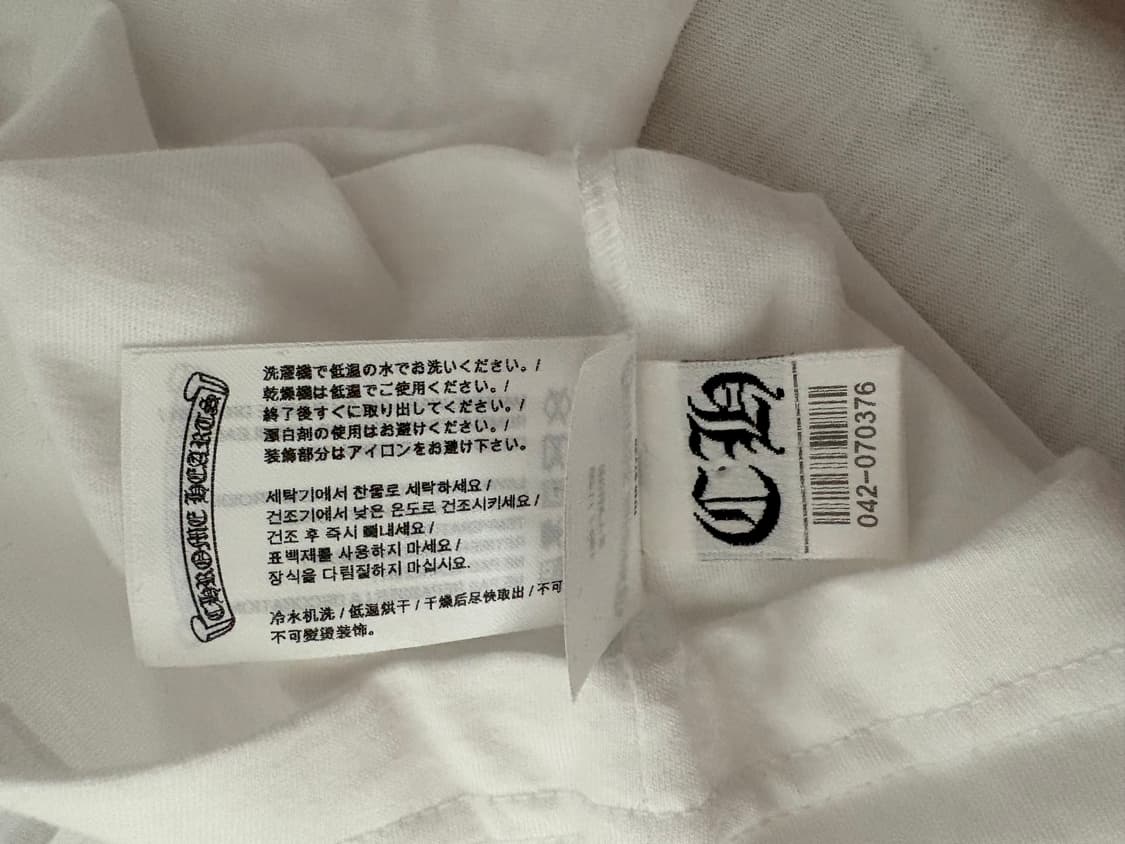 CHROME HEARTS
洗濯機で低温の水でお洗いください。/
乾燥機は低温でご使用ください。/
終了後すぐに取り出してください。/
漂白剤の使用はお避けください。/
装飾部分はアイロンをお避け下さい。
세탁기에서 찬물로 세탁하세요 /
건조기에서 낮은 온도로 건조시키세요 /
건조 후 즉시 빼내세요 /
표백재를 사용하지 마세요 /
장식을 다림질하지 마십시요.
冷水机洗 / 低温烘干 / 干燥后尽快取出 / 不可
不可熨烫装饰。
CH
042-070376